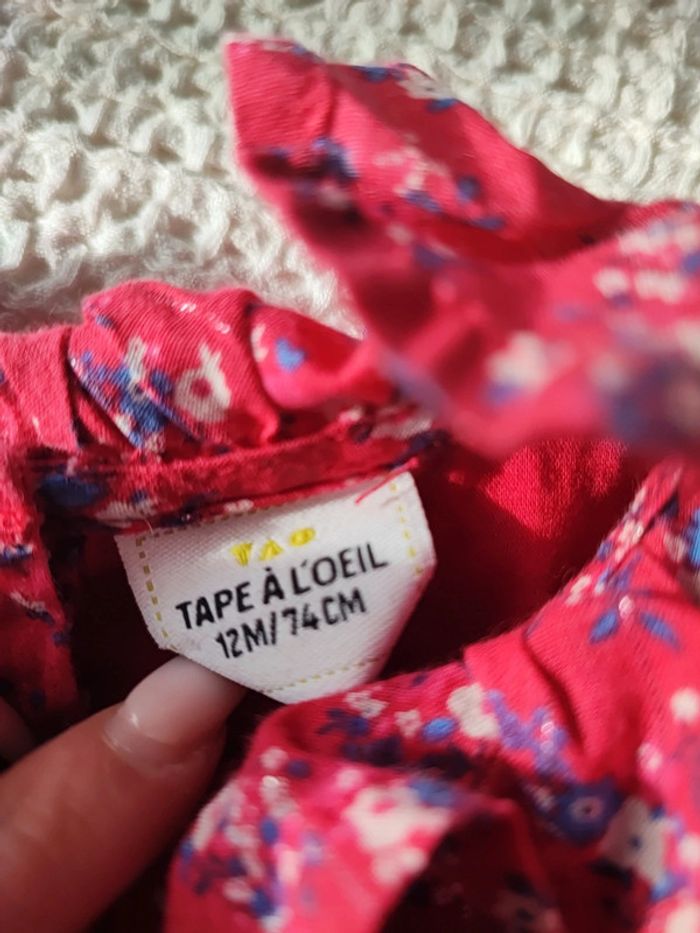 TAO
TAPE À L'OEIL
12M/74CM